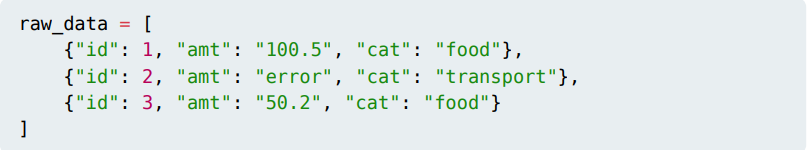 raw_data = [
    {"id": 1, "amt": "100.5", "cat": "food"},
    {"id": 2, "amt": "error", "cat": "transport"},
    {"id": 3, "amt": "50.2", "cat": "food"}
]